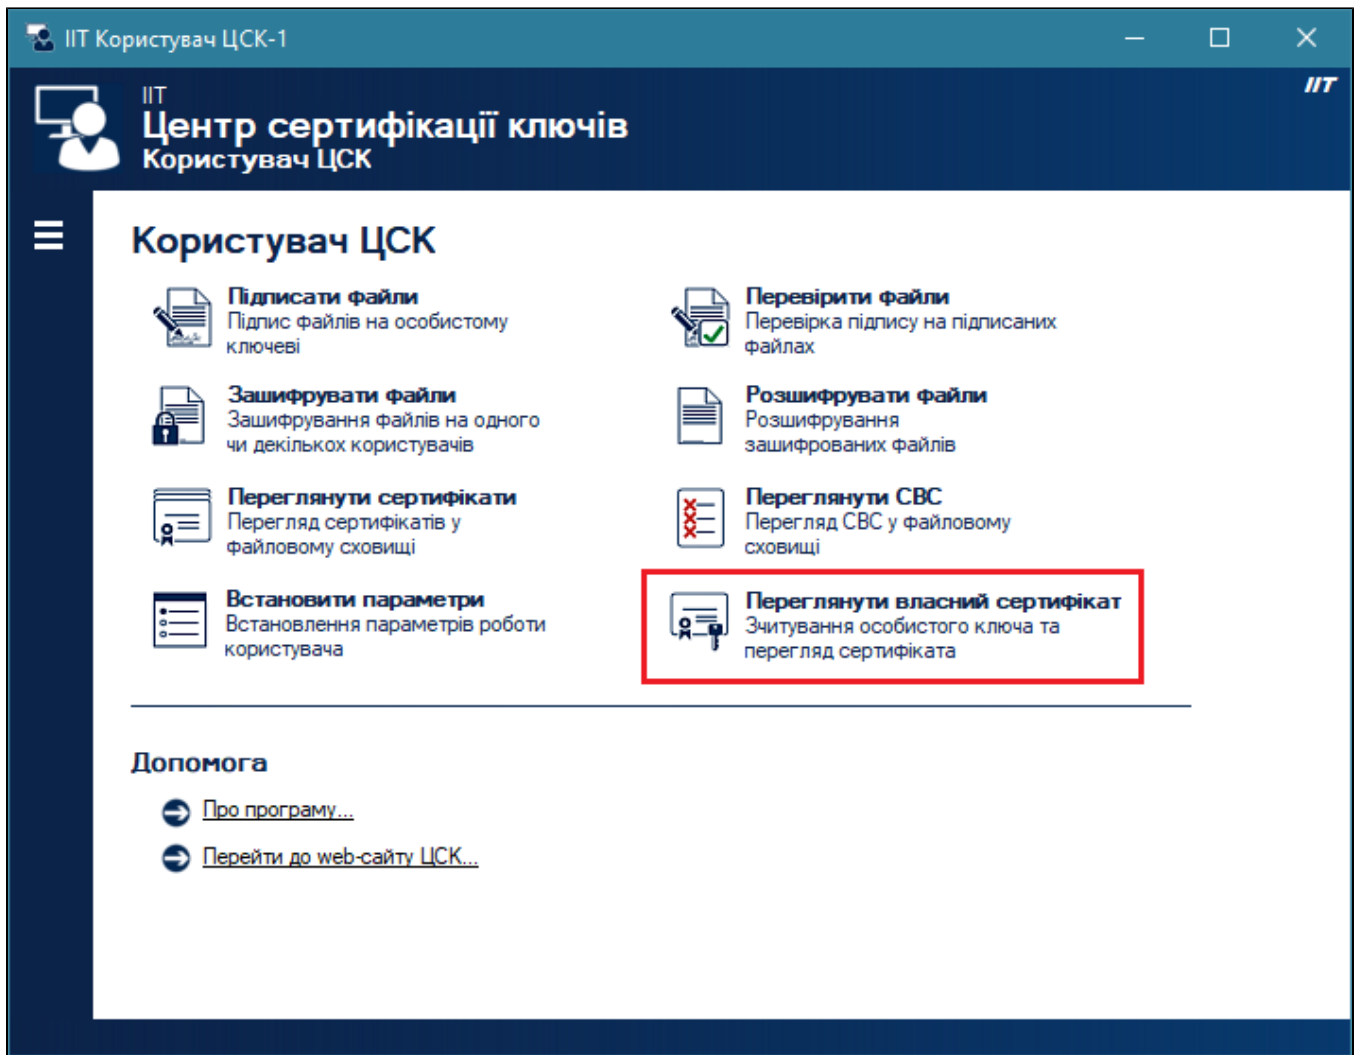 ІІТ Користувач ЦСК-1
ІІТ
ІІТ
Центр сертифікації ключів
Користувач ЦСК
Користувач ЦСК
Підписати файли
Підпис файлів на особистому
ключеві
Перевірити файли
Перевірка підпису на підписаних
файлах
Зашифрувати файли
Зашифрування файлів на одного
чи декількох користувачів
Розшифрувати файли
Розшифрування
зашифрованих файлів
Переглянути сертифікати
Перегляд сертифікатів у
файловому сховищі
Переглянути СВС
Перегляд СВС у файловому
сховищі
Встановити параметри
Встановлення параметрів роботи
користувача
Переглянути власний сертифікат
Зчитування особистого ключа та
перегляд сертифіката
Допомога
Про програму...
Перейти до web-сайту ЦСК...